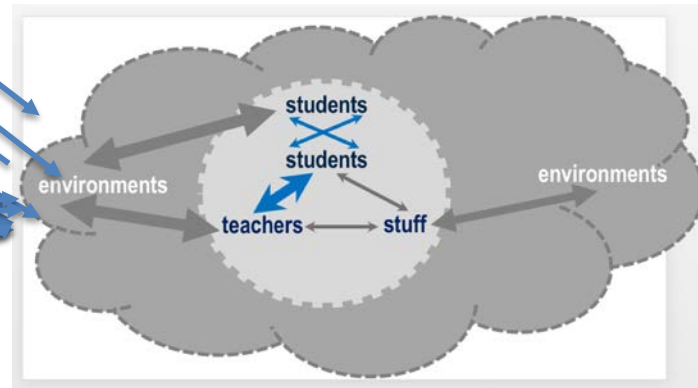 students
students
environments
environments
teachers
stuff